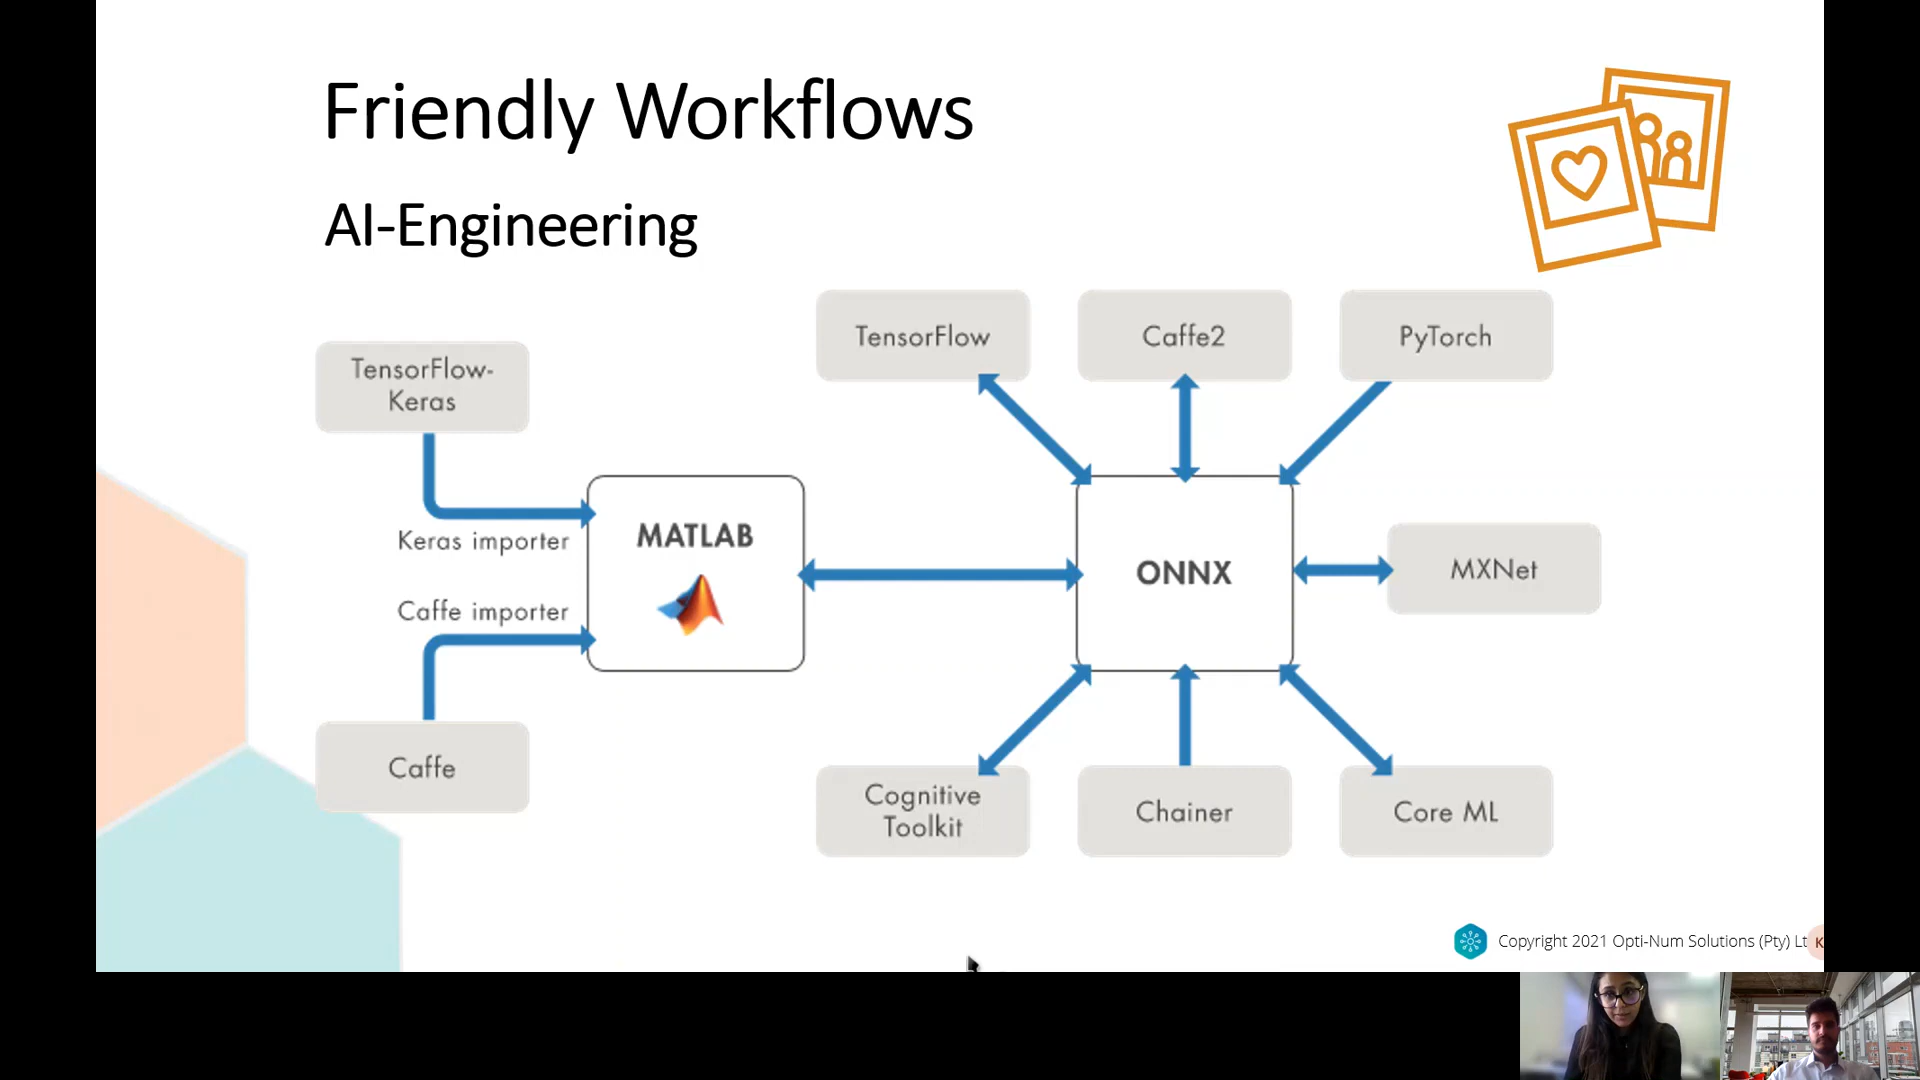 Friendly Workflows
AI-Engineering
TensorFlow
Caffe2
PyTorch
TensorFlow-
Keras
Keras importer
MATLAB
ONNX
MXNet
Caffe importer
Caffe
Cognitive
Toolkit
Chainer
Core ML
Copyright 2021 Opti-Num Solutions (Pty) Lt
K